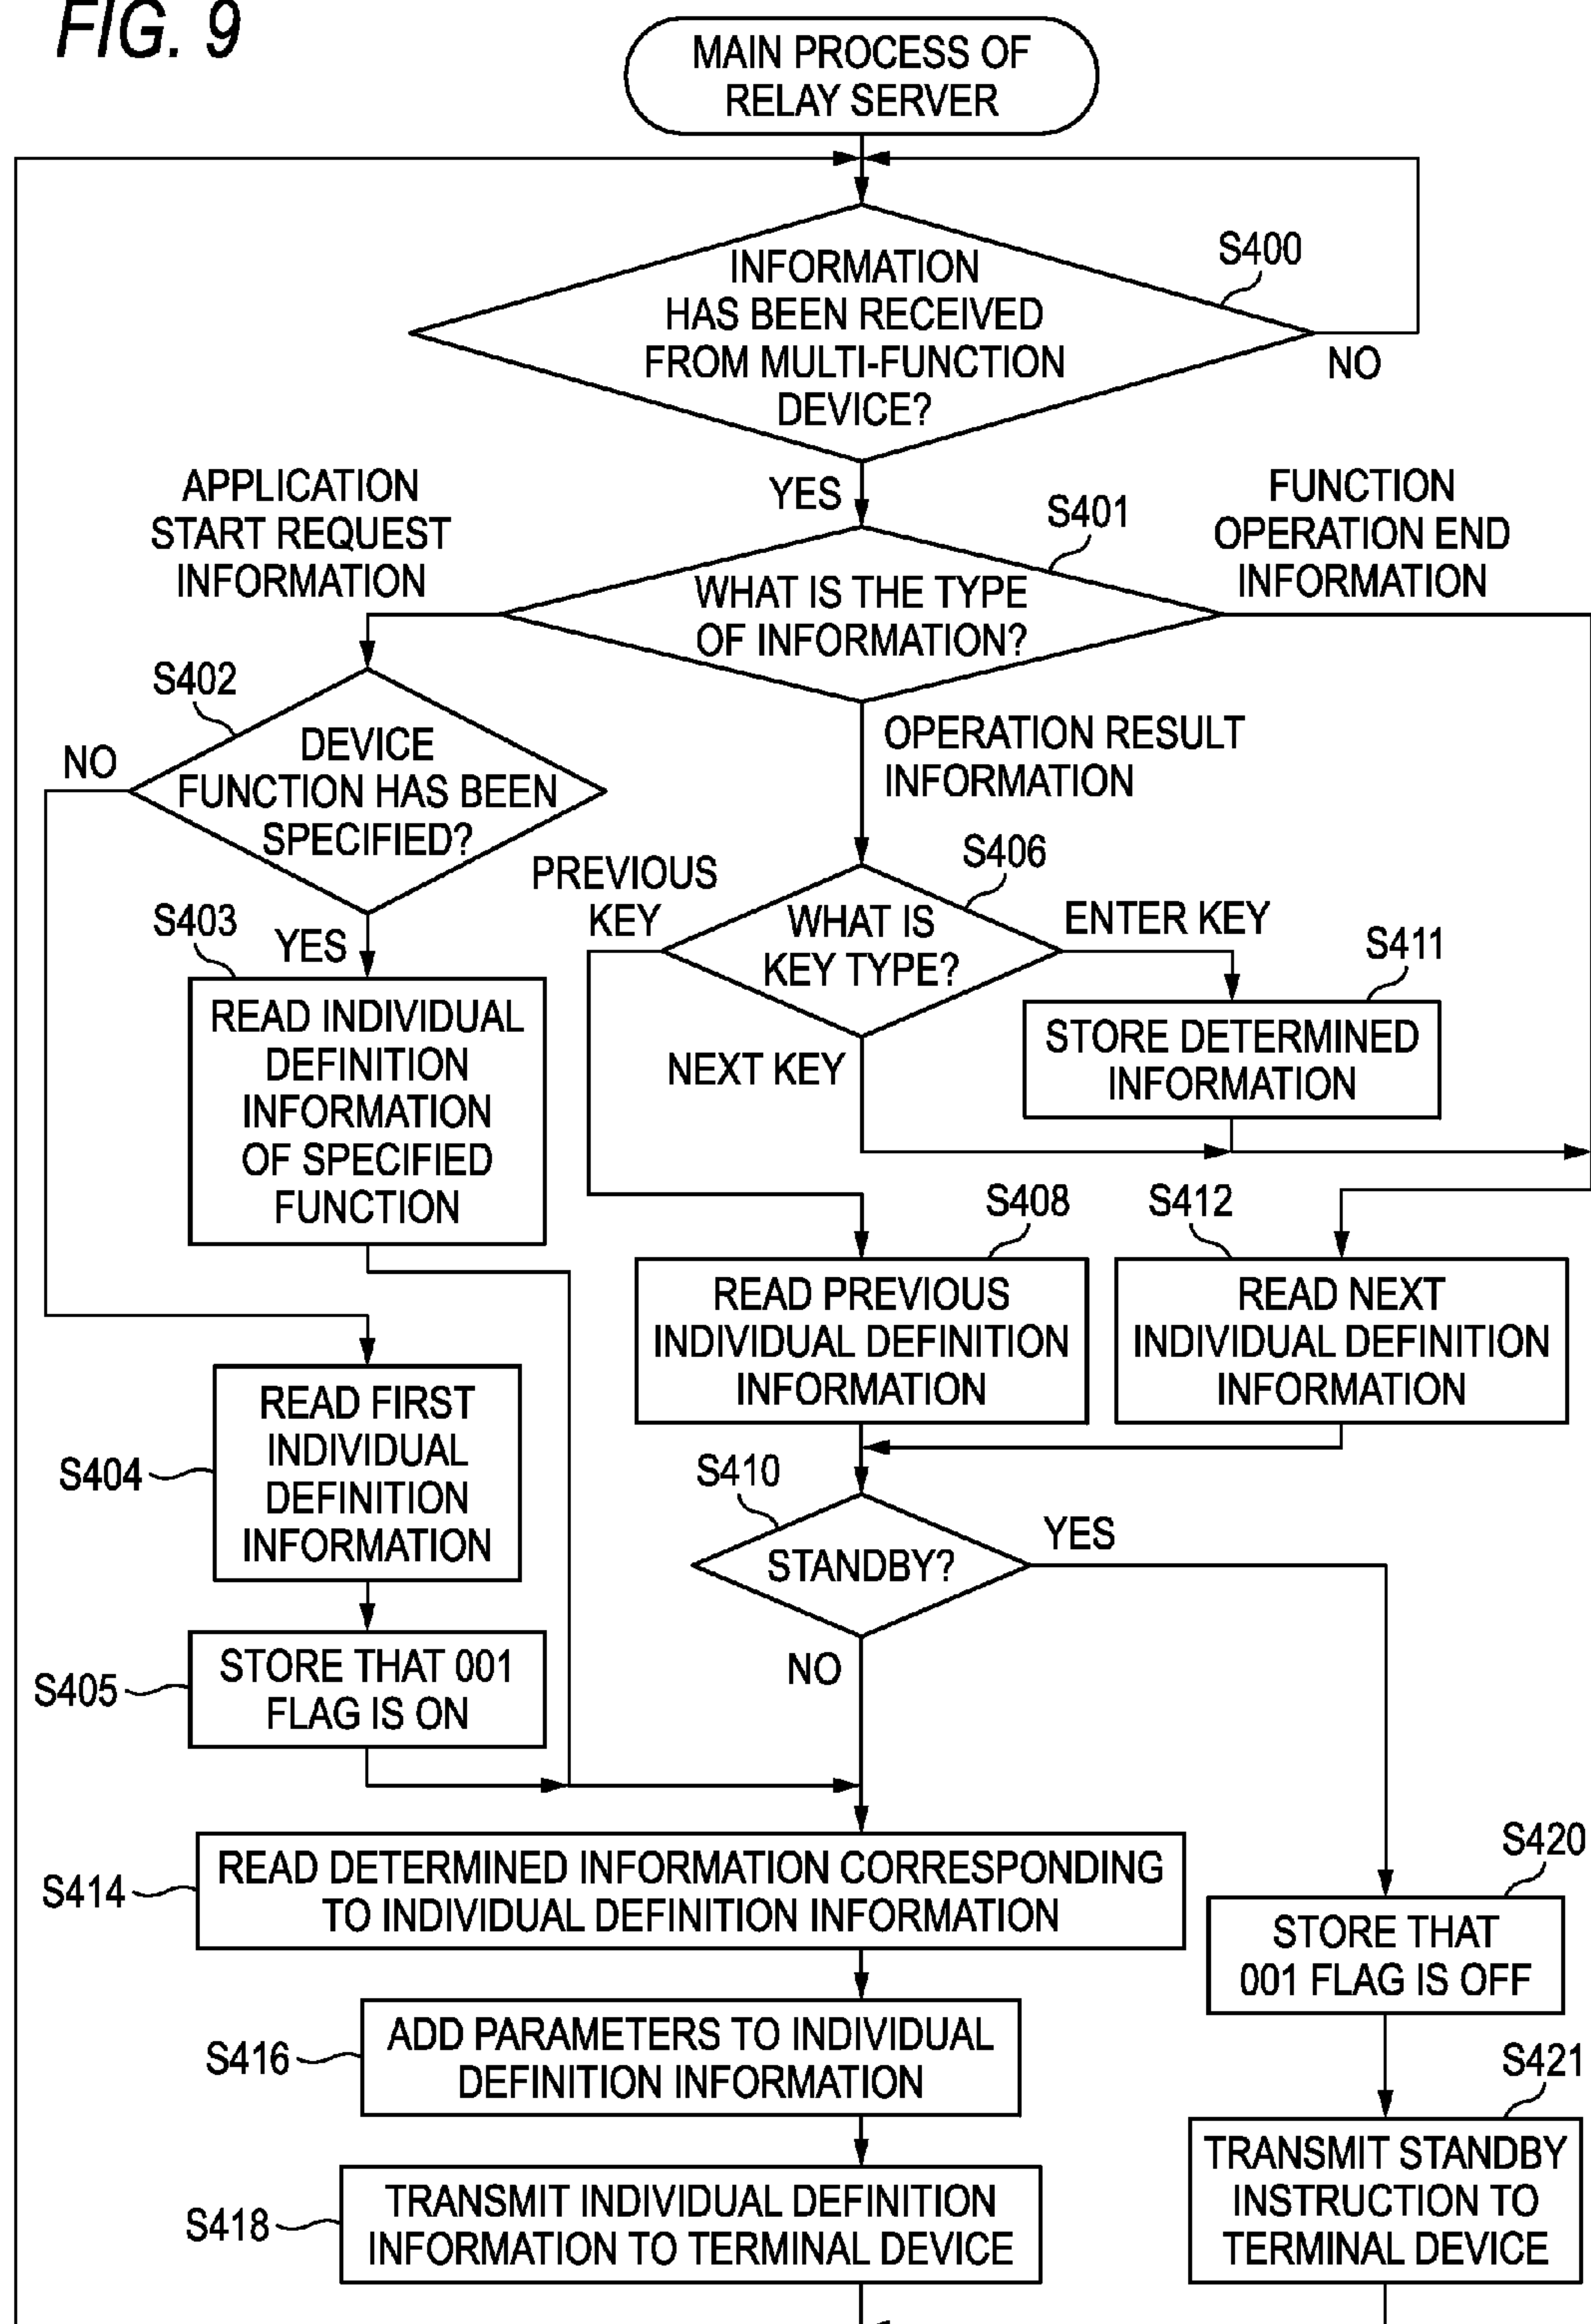 FIG. 9
MAIN PROCESS OF
RELAY SERVER
S400
INFORMATION
HAS BEEN RECEIVED
FROM MULTI-FUNCTION
DEVICE?
NO
YES
APPLICATION
START REQUEST
INFORMATION
S401
WHAT IS THE TYPE
OF INFORMATION?
FUNCTION
OPERATION END
INFORMATION
S402
DEVICE
FUNCTION HAS BEEN
SPECIFIED?
NO
YES
OPERATION RESULT
INFORMATION
S403
READ INDIVIDUAL
DEFINITION
INFORMATION
OF SPECIFIED
FUNCTION
PREVIOUS
KEY
S406
WHAT IS
KEY TYPE?
ENTER KEY
NEXT KEY
S411
STORE DETERMINED
INFORMATION
S408
READ PREVIOUS
INDIVIDUAL DEFINITION
INFORMATION
S412
READ NEXT
INDIVIDUAL DEFINITION
INFORMATION
S404
READ FIRST
INDIVIDUAL
DEFINITION
INFORMATION
S410
STANDBY?
YES
NO
S405
STORE THAT 001
FLAG IS ON
S414
READ DETERMINED INFORMATION CORRESPONDING
TO INDIVIDUAL DEFINITION INFORMATION
S420
STORE THAT
001 FLAG IS OFF
S416
ADD PARAMETERS TO INDIVIDUAL
DEFINITION INFORMATION
S421
TRANSMIT STANDBY
INSTRUCTION TO
TERMINAL DEVICE
S418
TRANSMIT INDIVIDUAL DEFINITION
INFORMATION TO TERMINAL DEVICE